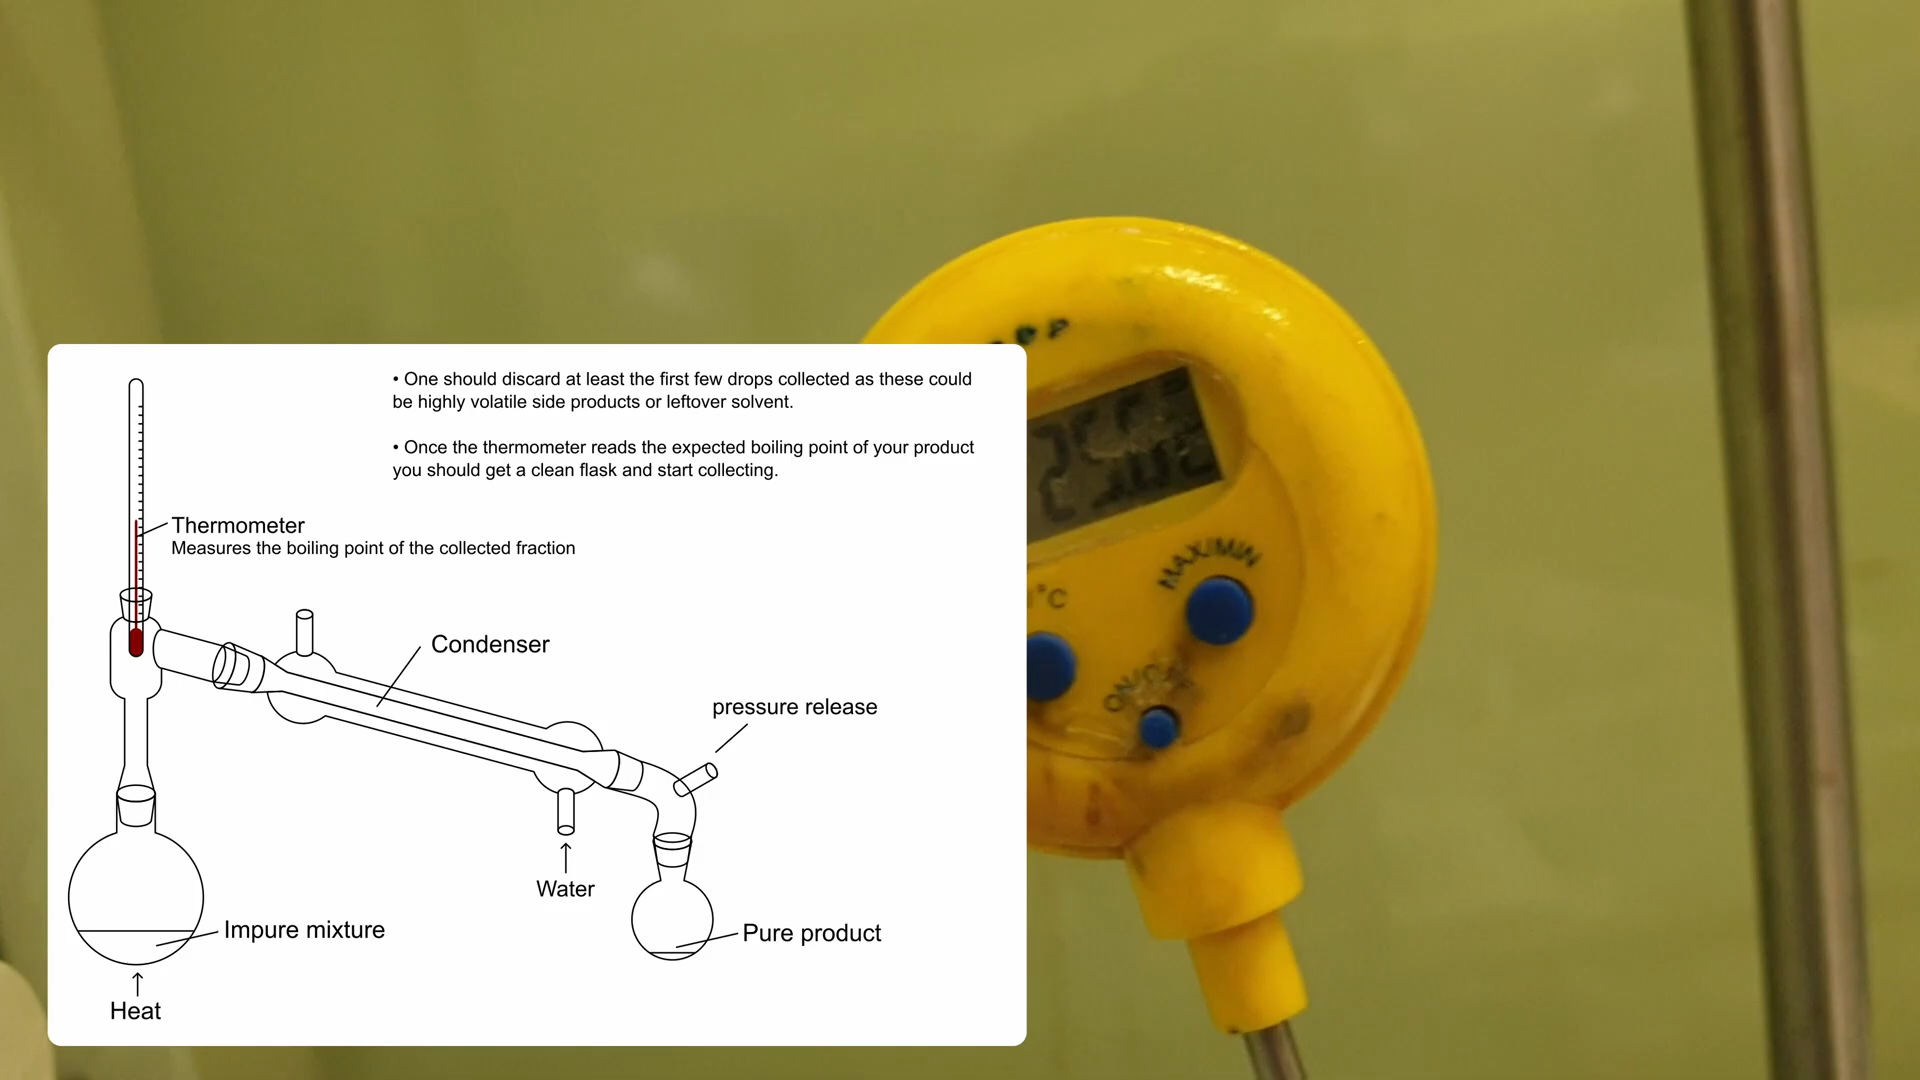 • One should discard at least the first few drops collected as these could
be highly volatile side products or leftover solvent.
• Once the thermometer reads the expected boiling point of your product
you should get a clean flask and start collecting.
Thermometer
Measures the boiling point of the collected fraction
Condenser
pressure release
Water
Impure mixture
Pure product
Heat
MAX/MIN
°C
ON/OFF